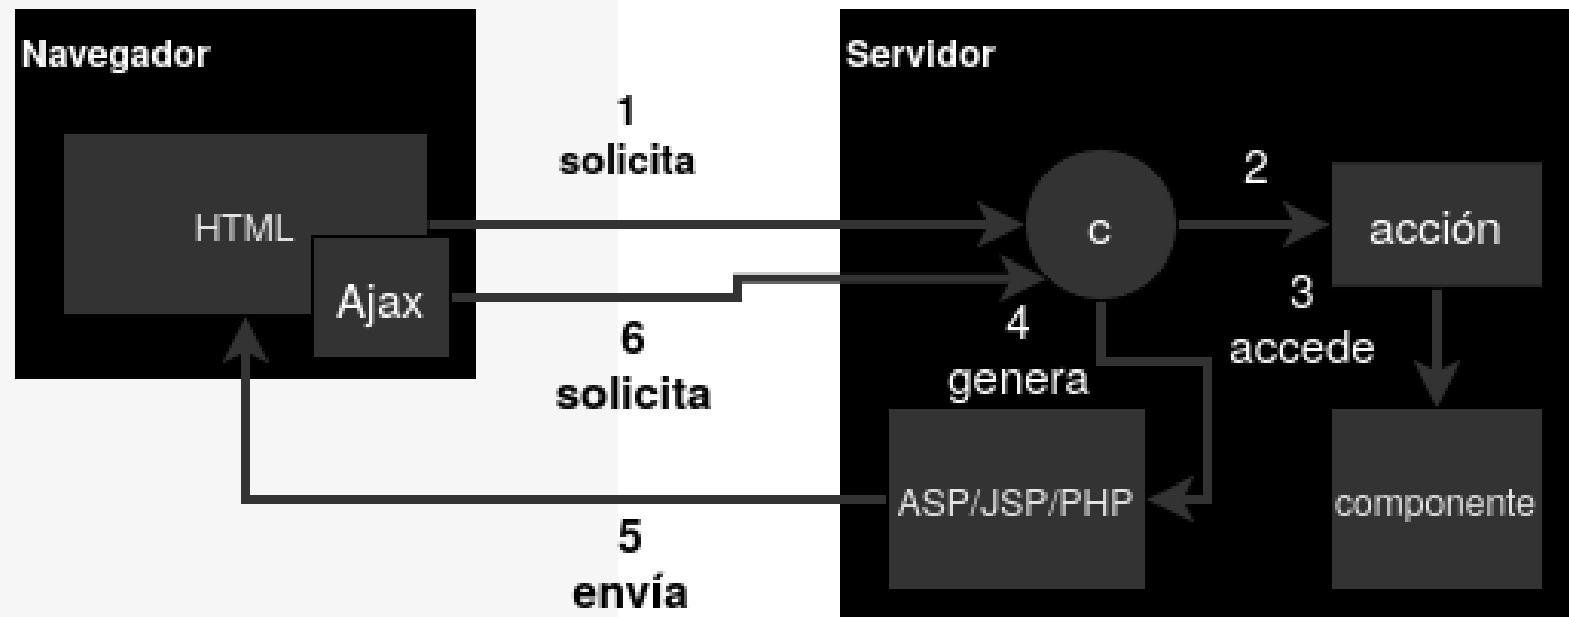 Navegador
Servidor
1
solicita
2
HTML
c
acción
Ajax
3
accede
4
genera
6
solicita
ASP/JSP/PHP
componente
5
envía